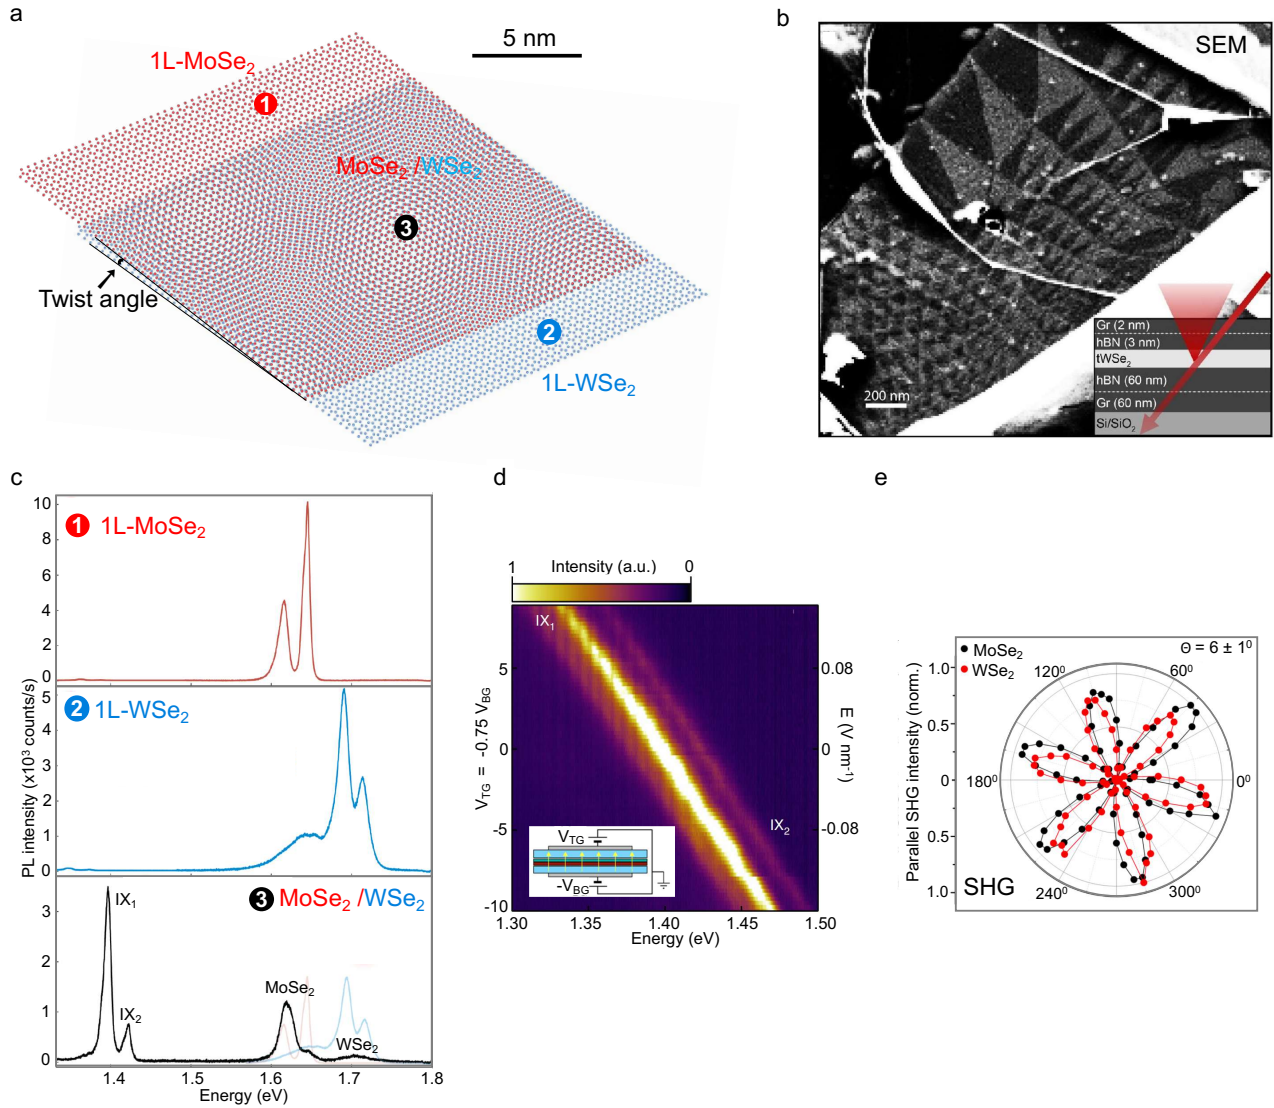 a
1L-MoSe2
1
5 nm
MoSe2 /WSe2
3
Twist angle
2
1L-WSe2
b
SEM
Gr (2 nm)
hBN (3 nm)
tWSe2
hBN (60 nm)
Gr (60 nm)
Si/SiO2
200 nm
c
PL intensity (x10³ counts/s)
10
8
6
4
2
0
1 1L-MoSe2
5
4
3
2
1
0
2 1L-WSe2
3
2
1
0
3 MoSe2 /WSe2
IX1
IX2
MoSe2
WSe2
1.4
1.6
1.7
1.8
Energy (eV)
d
1 Intensity (a.u.) 0
IX1
IX2
VTG = -0.75 VBG
5
0
-5
-10
0.08
0
-0.08
E (V nm⁻¹)
VTG
-VBG
1.30 1.35 1.40 1.45 1.50
Energy (eV)
e
MoSe2
WSe2
Θ = 6 ± 1⁰
120⁰
60⁰
180⁰
0⁰
240⁰
300⁰
Parallel SHG intensity (norm.)
1.0
0.5
0
0.5
1.0
SHG